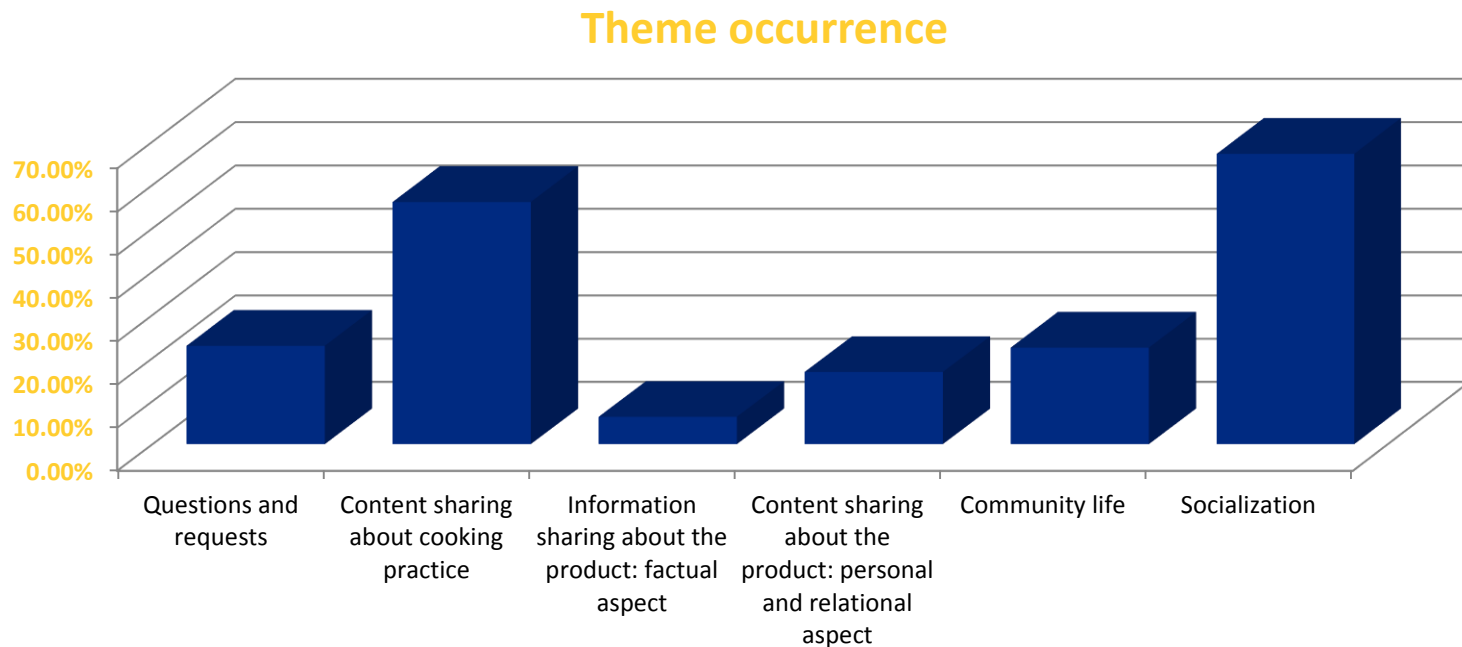 Theme occurrence
70.00%
60.00%
50.00%
40.00%
30.00%
20.00%
10.00%
0.00%
Questions and
requests
Content sharing
about cooking
practice
Information
sharing about the
product: factual
aspect
Content sharing
about the
product: personal
and relational
aspect
Community life
Socialization